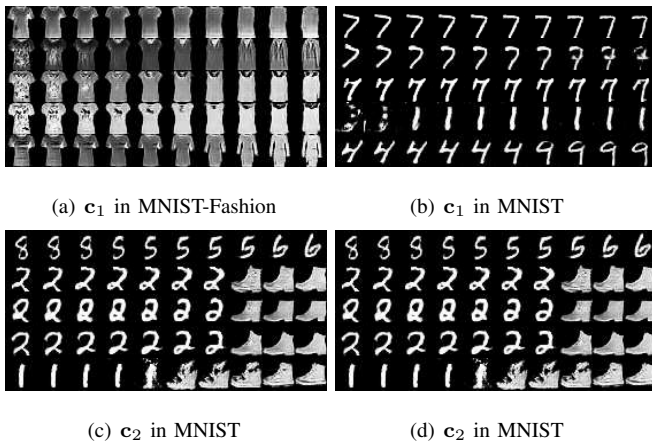 (a) c₁ in MNIST-Fashion
(b) c₁ in MNIST
(c) c₂ in MNIST
(d) c₂ in MNIST